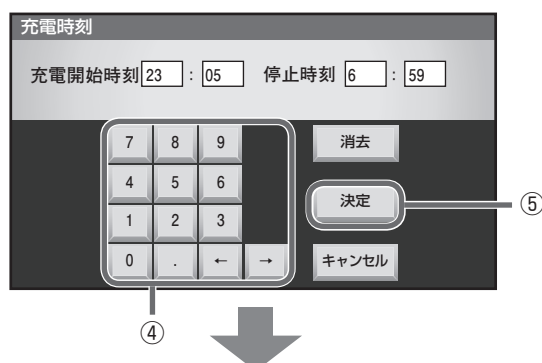 充電時刻
充電開始時刻 23 : 05 停止時刻 6 : 59
7 8 9 消去
4 5 6 決定 ⑤
1 2 3
0 . ← → キャンセル
④